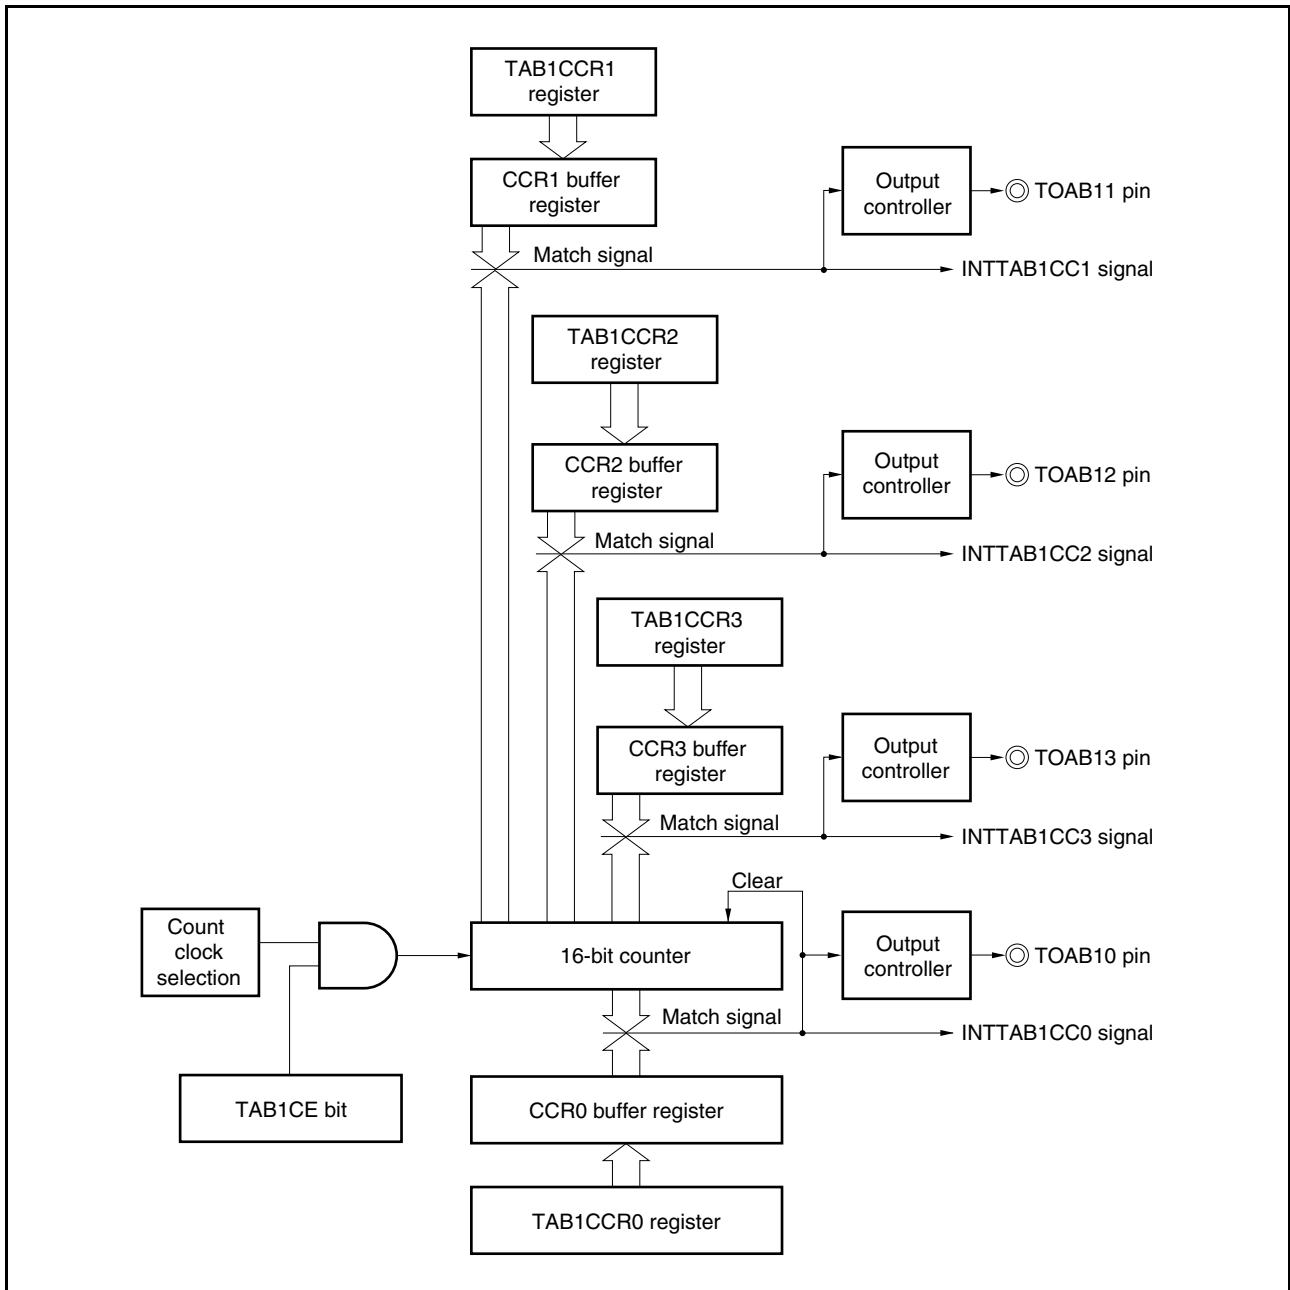 TAB1CCR1
register
CCR1 buffer
register
Output
controller
TOAB11 pin
Match signal
INTTAB1CC1 signal
TAB1CCR2
register
CCR2 buffer
register
Output
controller
TOAB12 pin
Match signal
INTTAB1CC2 signal
TAB1CCR3
register
CCR3 buffer
register
Output
controller
TOAB13 pin
Match signal
INTTAB1CC3 signal
Clear
Count
clock
selection
16-bit counter
Output
controller
TOAB10 pin
Match signal
INTTAB1CC0 signal
TAB1CE bit
CCR0 buffer register
TAB1CCR0 register